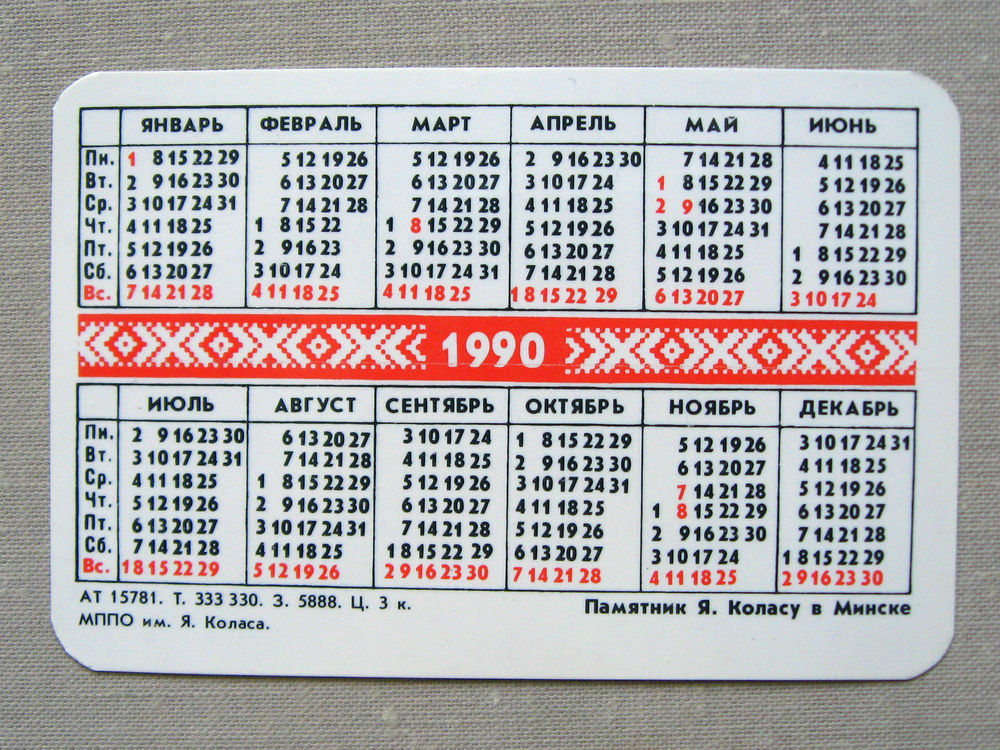 ЯНВАРЬ ФЕВРАЛЬ МАРТ АПРЕЛЬ МАЙ ИЮНЬ
Пн. 1 8 15 22 29 5 12 19 26 5 12 19 26 2 9 16 23 30 7 14 21 28 4 11 18 25
Вт. 2 9 16 23 30 6 13 20 27 6 13 20 27 3 10 17 24 1 8 15 22 29 5 12 19 26
Ср. 3 10 17 24 31 7 14 21 28 7 14 21 28 4 11 18 25 2 9 16 23 30 6 13 20 27
Чт. 4 11 18 25 1 8 15 22 1 8 15 22 29 5 12 19 26 3 10 17 24 31 7 14 21 28
Пт. 5 12 19 26 2 9 16 23 2 9 16 23 30 6 13 20 27 4 11 18 25 1 8 15 22 29
Сб. 6 13 20 27 3 10 17 24 3 10 17 24 31 7 14 21 28 5 12 19 26 2 9 16 23 30
Вс. 7 14 21 28 4 11 18 25 4 11 18 25 1 8 15 22 29 6 13 20 27 3 10 17 24
1990
ИЮЛЬ АВГУСТ СЕНТЯБРЬ ОКТЯБРЬ НОЯБРЬ ДЕКАБРЬ
Пн. 2 9 16 23 30 6 13 20 27 3 10 17 24 1 8 15 22 29 5 12 19 26 3 10 17 24 31
Вт. 3 10 17 24 31 7 14 21 28 4 11 18 25 2 9 16 23 30 6 13 20 27 4 11 18 25
Ср. 4 11 18 25 1 8 15 22 29 5 12 19 26 3 10 17 24 31 7 14 21 28 5 12 19 26
Чт. 5 12 19 26 2 9 16 23 30 6 13 20 27 4 11 18 25 1 8 15 22 29 6 13 20 27
Пт. 6 13 20 27 3 10 17 24 31 7 14 21 28 5 12 19 26 2 9 16 23 30 7 14 21 28
Сб. 7 14 21 28 4 11 18 25 1 8 15 22 29 6 13 20 27 3 10 17 24 1 8 15 22 29
Вс. 1 8 15 22 29 5 12 19 26 2 9 16 23 30 7 14 21 28 4 11 18 25 2 9 16 23 30
АТ 15781. Т. 333 330. З. 5888. Ц. 3 к.
МППО им. Я. Коласа.
Памятник Я. Коласу в Минске